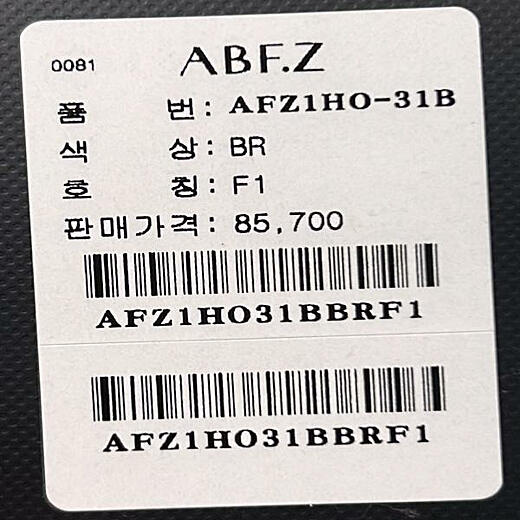 0081 ABF.Z
품 번 : AFZ1HO-31B
색 상 : BR
호 칭 : F1
판매가격 : 85,700
AFZ1HO31BBRF1
AFZ1HO31BBRF1